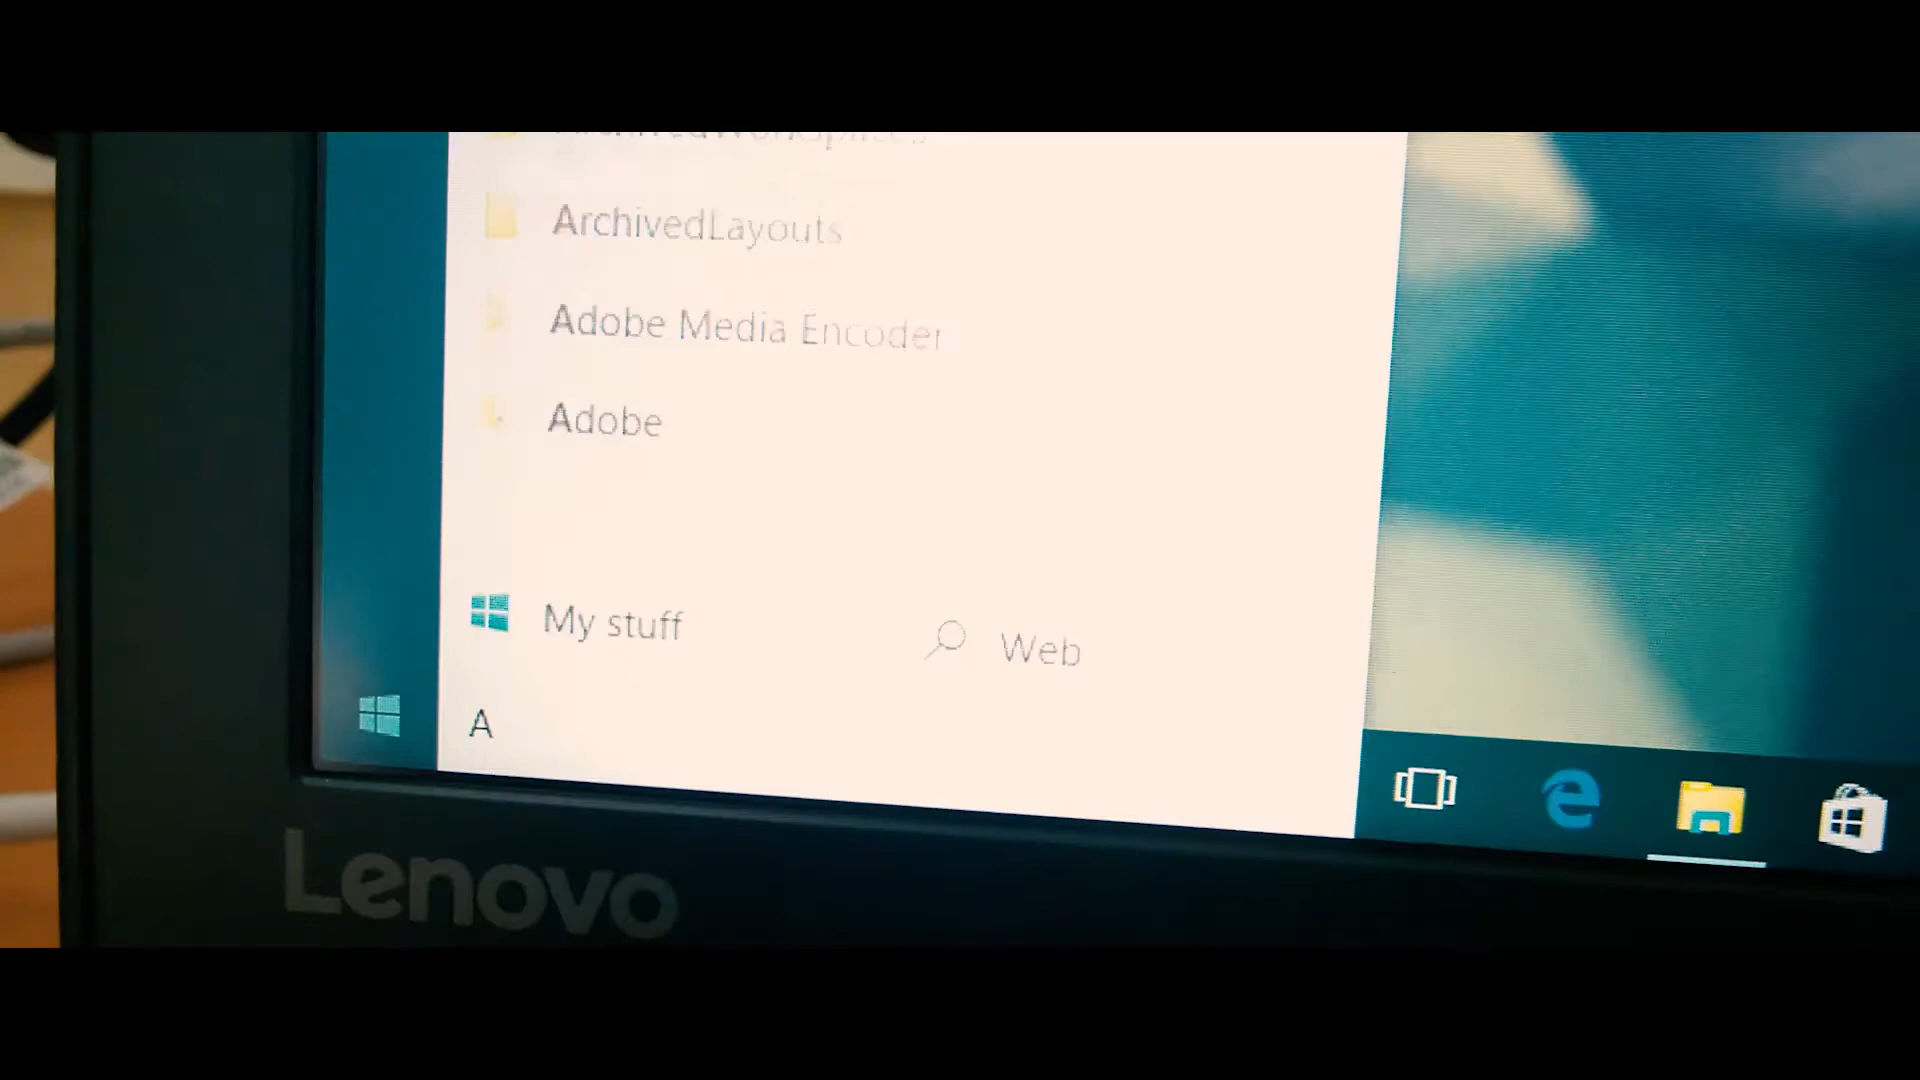 ArchivedLayouts
Adobe Media Encoder
Adobe
My stuff
Web
A
Lenovo